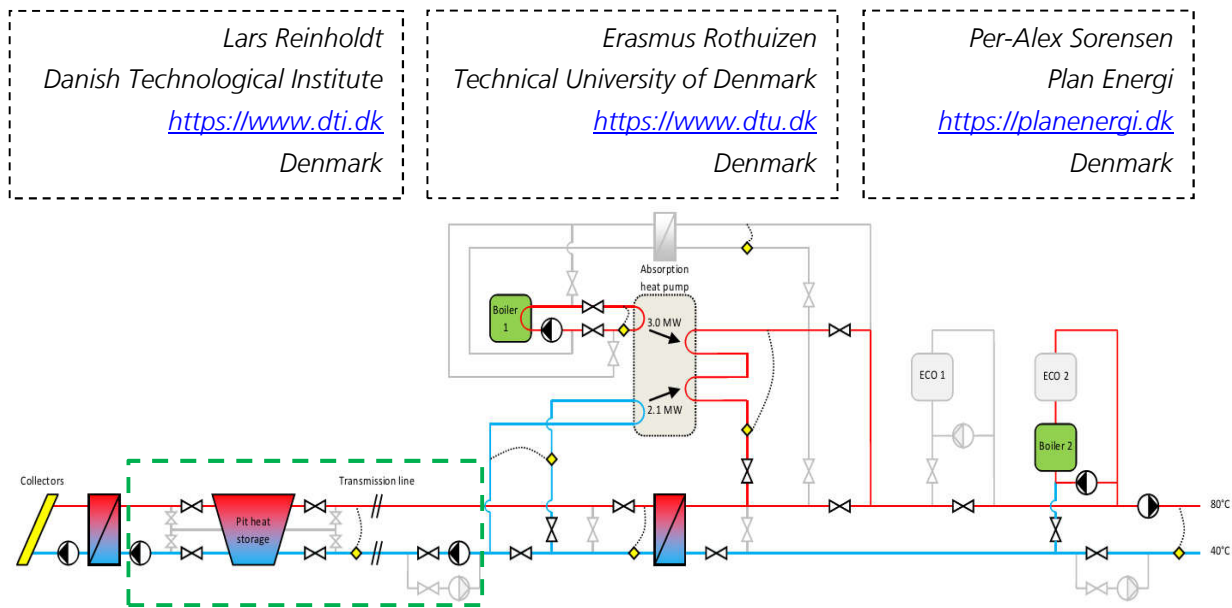 Lars Reinholdt
Danish Technological Institute
https://www.dti.dk
Denmark
Erasmus Rothuizen
Technical University of Denmark
https://www.dtu.dk
Denmark
Per-Alex Sorensen
Plan Energi
https://planenergi.dk
Denmark
Absorption
heat pump
Boiler
1
3.0 MW
2.1 MW
ECO 1
ECO 2
Boiler 2
Collectors
Transmission line
Pit heat
storage
80°C
40°C